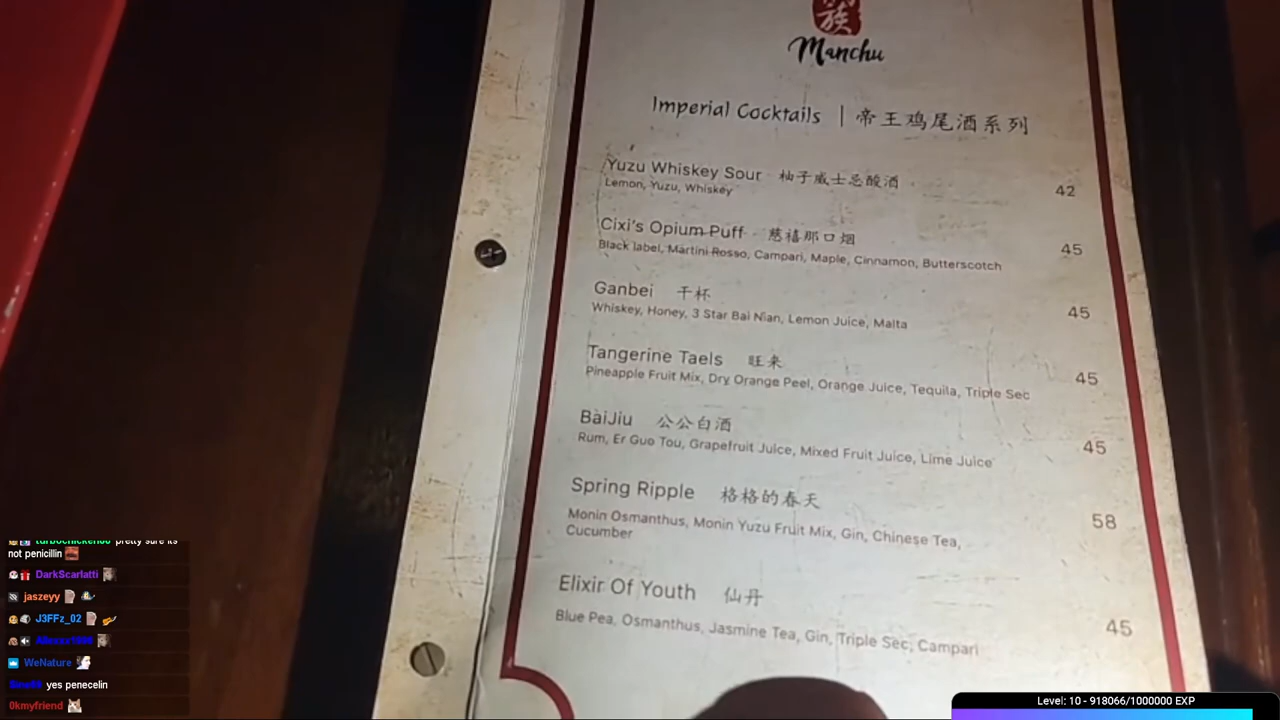 族
Manchu
Imperial Cocktails | 帝王鸡尾酒系列
Yuzu Whiskey Sour 柚子威士忌酸酒 42
Lemon, Yuzu, Whiskey
Cixi's Opium Puff 慈禧那口烟 45
Black label, Martini Rosso, Campari, Maple, Cinnamon, Butterscotch
Ganbei 干杯 45
Whiskey, Honey, 3 Star Bai Nian, Lemon Juice, Malta
Tangerine Taels 旺来 45
Pineapple Fruit Mix, Dry Orange Peel, Orange Juice, Tequila, Triple Sec
BaiJiu 公公白酒 45
Rum, Er Guo Tou, Grapefruit Juice, Mixed Fruit Juice, Lime Juice
Spring Ripple 格格的春天 58
Monin Osmanthus, Monin Yuzu Fruit Mix, Gin, Chinese Tea,
Cucumber
Elixir Of Youth 仙丹 45
Blue Pea, Osmanthus, Jasmine Tea, Gin, Triple Sec, Campari
pretty sure its
not penicillin
DarkScarlatti
jaszeyy
J3FFz_02
WeNature
yes penecelin
0kmyfriend
Level: 10 - 918066/1000000 EXP